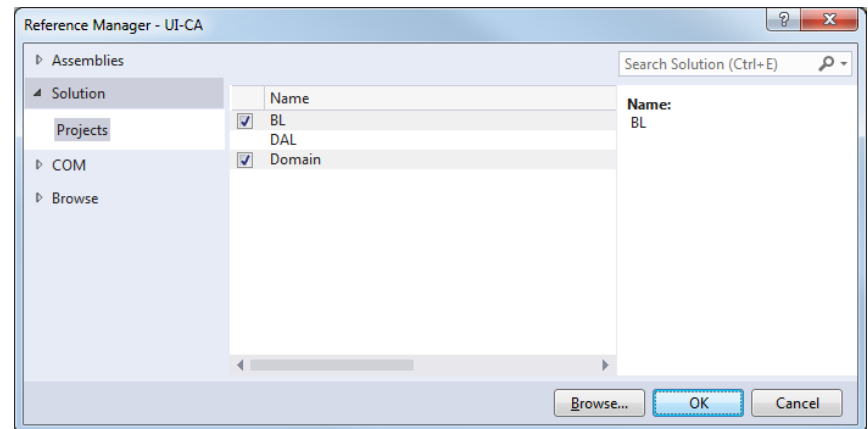 Reference Manager - UI-CA
Assemblies
Solution
Projects
COM
Browse
Name
BL
DAL
Domain
Search Solution (Ctrl+E)
Name:
BL
Browse...
OK
Cancel